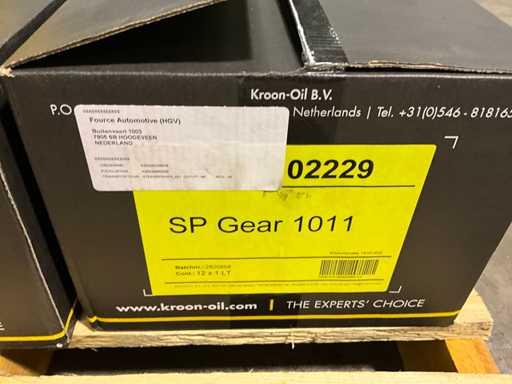 Kroon-Oil B.V.
P.O
Netherlands | Tel. +31(0)546 - 818165
Fource Automotive (HGV)
Buitenvaart 1003
7905 SB HOOGEVEEN
NEDERLAND
02229
SP Gear 1011
Batchnr.:
Cont.: 12 x 1 LT
www.kroon-oil.com | THE EXPERTS' CHOICE